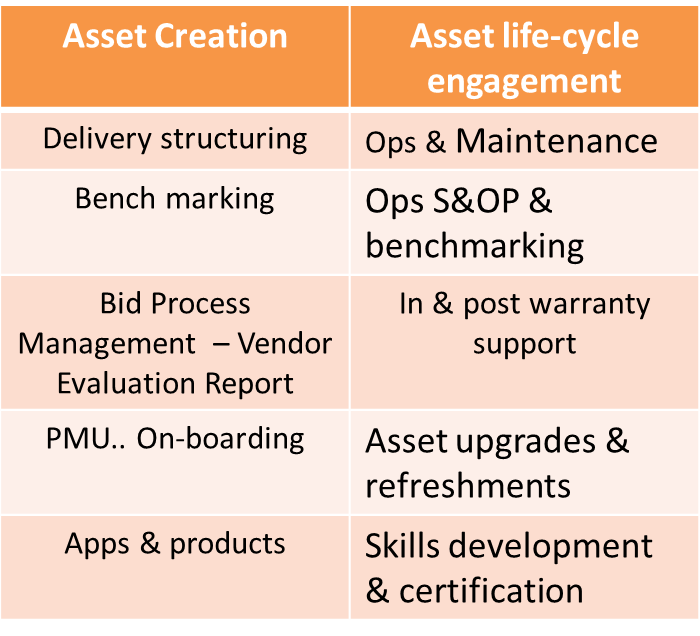 Asset Creation
Asset life-cycle
engagement
Delivery structuring
Ops & Maintenance
Bench marking
Ops S&OP &
benchmarking
Bid Process
Management – Vendor
Evaluation Report
In & post warranty
support
PMU.. On-boarding
Asset upgrades &
refreshments
Apps & products
Skills development
& certification